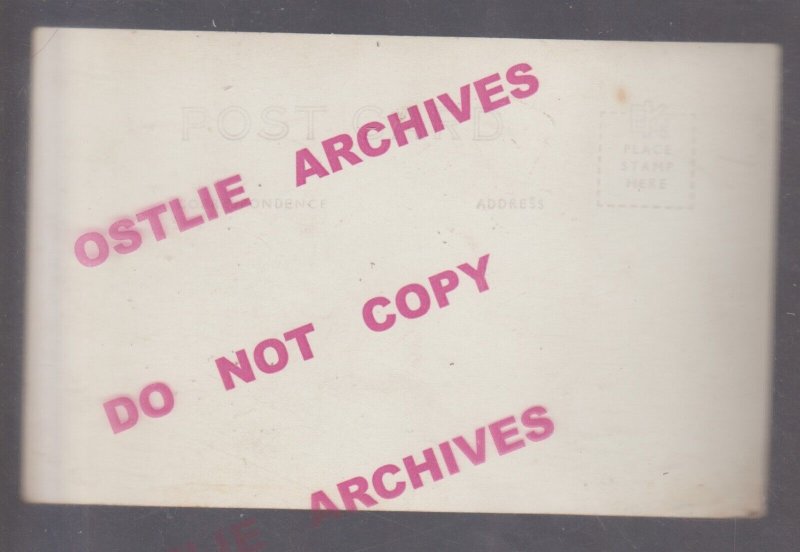 POST CARD
CORRESPONDENCE
ADDRESS
PLACE
STAMP
HERE
OSTLIE ARCHIVES
DO NOT COPY
ARCHIVES